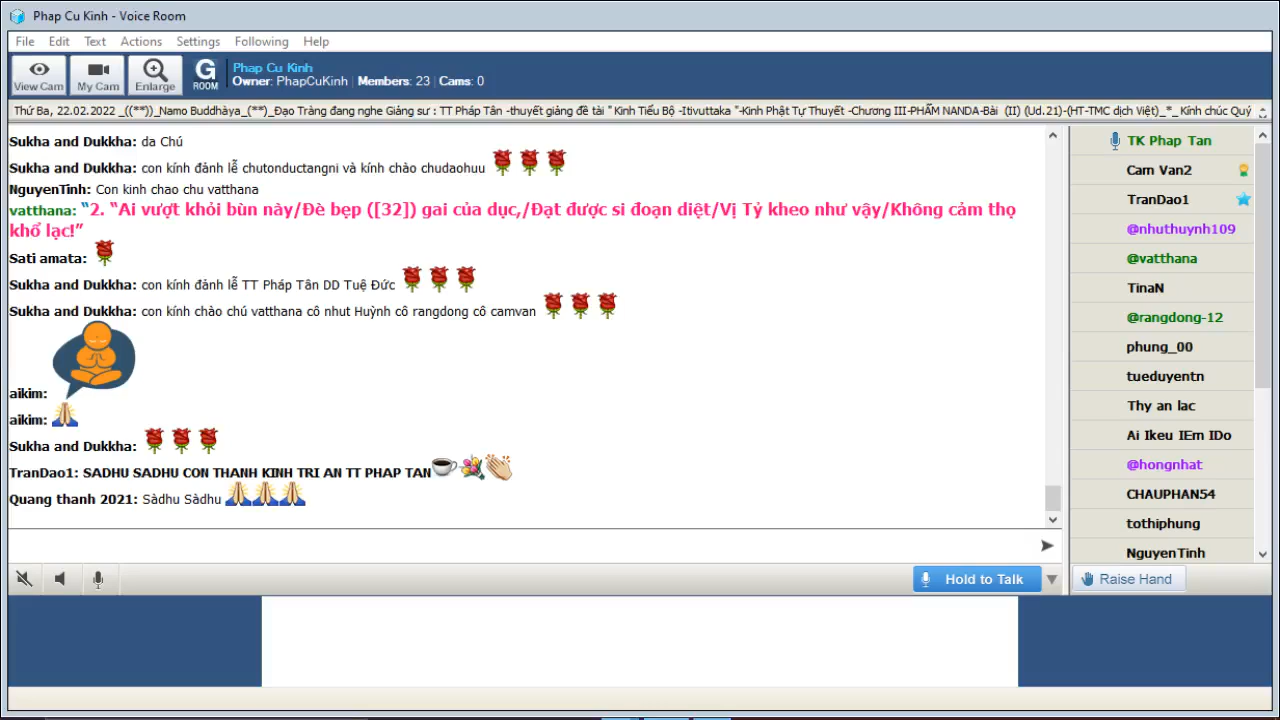 Phap Cu Kinh - Voice Room
File Edit Text Actions Settings Following Help
View Cam My Cam Enlarge G ROOM
Phap Cu Kinh
Owner: PhapCuKinh | Members: 23 | Cams: 0
Thứ Ba, 22.02.2022 _((**))_Namo Buddhàya_(**)_Đạo Tràng đang nghe Giảng sư : TT Pháp Tân -thuyết giảng đề tài " Kinh Tiểu Bộ -Itivuttaka "-Kinh Phật Tự Thuyết -Chương III-PHẨM NANDA-Bài (II) (Ud.21)-(HT-TMC dịch Việt)_*_ Kính chúc Quý
Sukha and Dukkha: da Chú
Sukha and Dukkha: con kính đảnh lễ chutonductangni và kính chào chudaohuu
NguyenTinh: Con kinh chao chu vatthana
vatthana: “2. “Ai vượt khỏi bùn này/Đè bẹp ([32]) gai của dục,/Đạt được si đoạn diệt/Vị Tỷ kheo như vậy/Không cảm thọ
khổ lạc!”
Sati amata:
Sukha and Dukkha: con kính đảnh lễ TT Pháp Tân DD Tuệ Đức
Sukha and Dukkha: con kính chào chú vatthana cô nhut Huỳnh cô rangdong cô camvan
aikim:
aikim:
Sukha and Dukkha:
TranDao1: SADHU SADHU CON THANH KINH TRI AN TT PHAP TAN
Quang thanh 2021: Sàdhu Sàdhu
TK Phap Tan
Cam Van2
TranDao1
@nhuthuynh109
@vatthana
TinaN
@rangdong-12
phung_00
tueduyentn
Thy an lac
Ai Ikeu IEm IDo
@hongnhat
CHAUPHAN54
tothiphung
NguyenTinh
Hold to Talk
Raise Hand